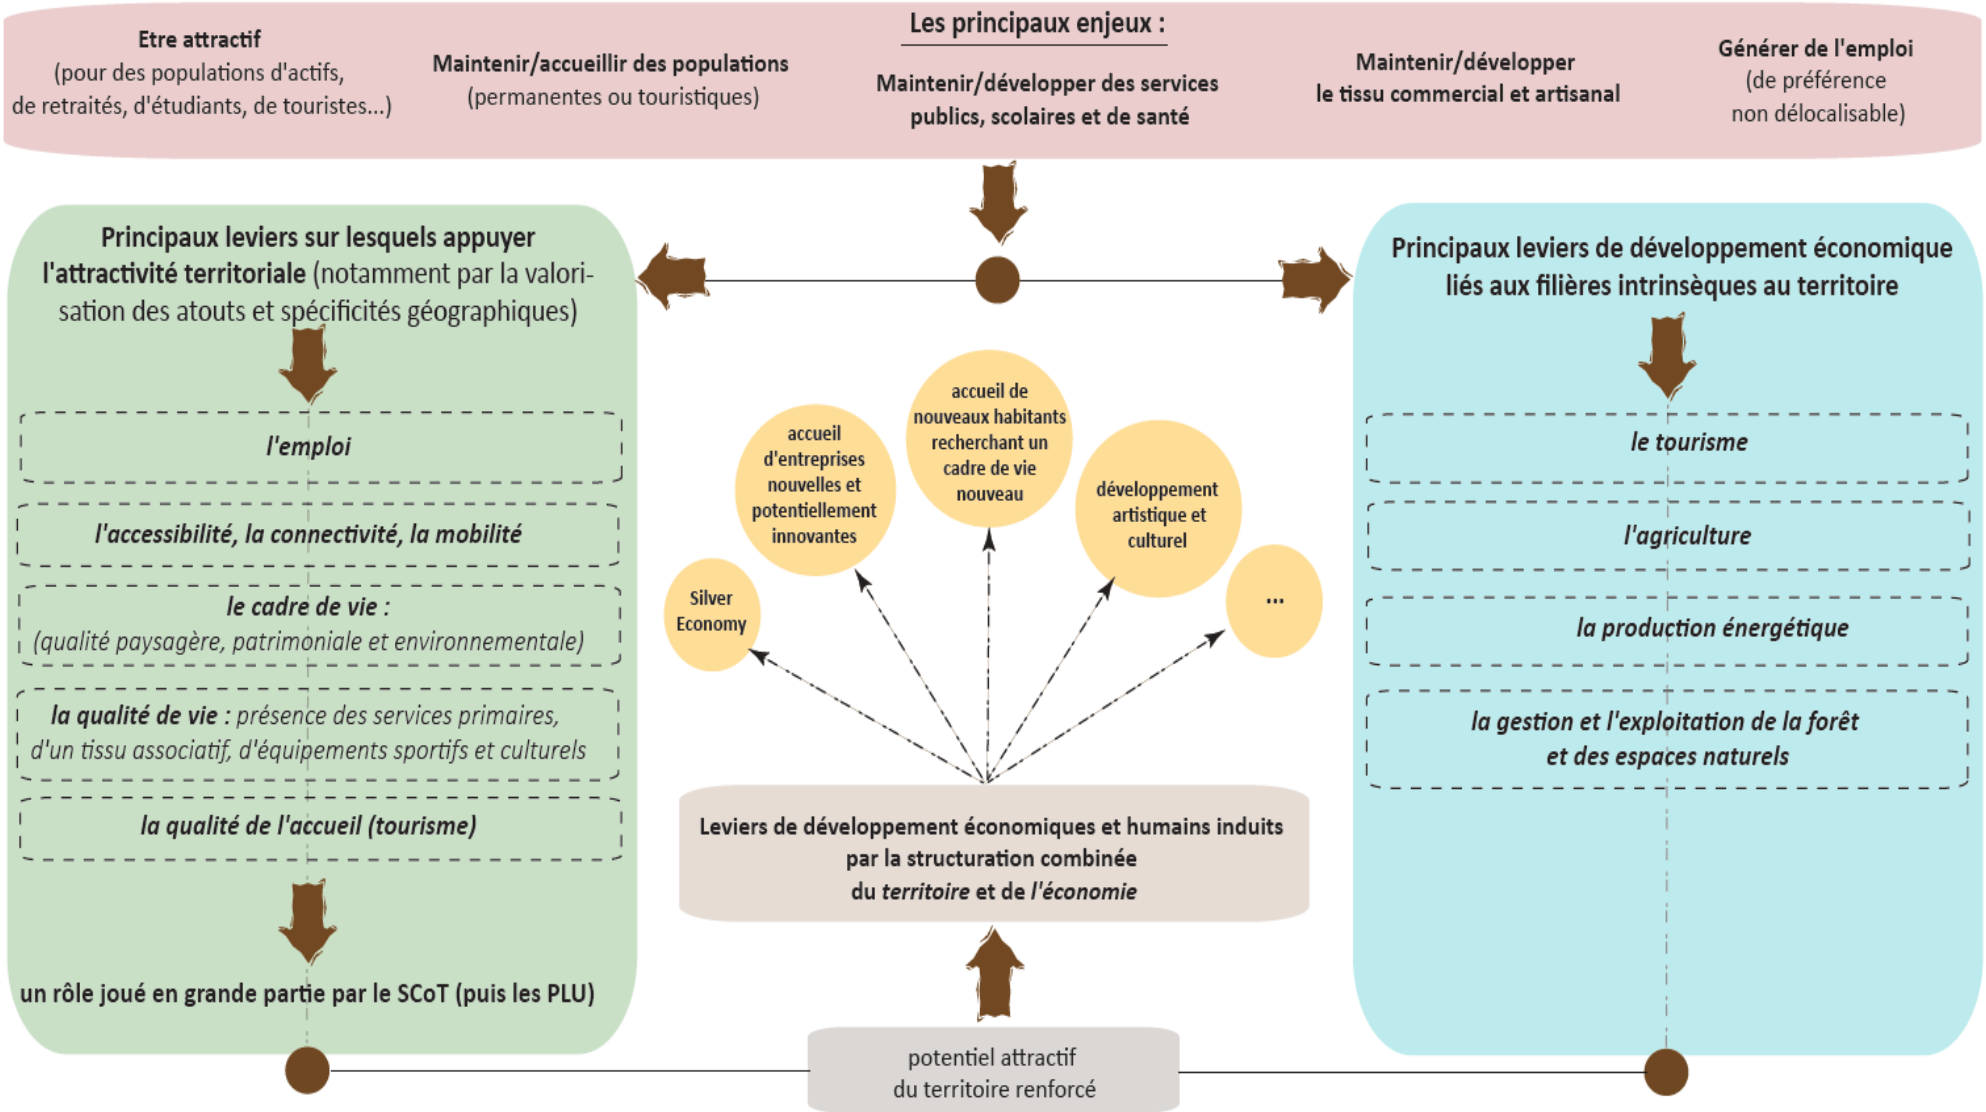 Les principaux enjeux :
Etre attractif
(pour des populations d'actifs,
de retraités, d'étudiants, de touristes...)
Maintenir/accueillir des populations
(permanentes ou touristiques)
Maintenir/développer des services
publics, scolaires et de santé
Maintenir/développer
le tissu commercial et artisanal
Générer de l'emploi
(de préférence
non délocalisable)
Principaux leviers sur lesquels appuyer
l'attractivité territoriale (notamment par la valori-
sation des atouts et spécificités géographiques)
l'emploi
l'accessibilité, la connectivité, la mobilité
le cadre de vie :
(qualité paysagère, patrimoniale et environnementale)
la qualité de vie : présence des services primaires,
d'un tissu associatif, d'équipements sportifs et culturels
la qualité de l'accueil (tourisme)
un rôle joué en grande partie par le SCoT (puis les PLU)
Silver
Economy
accueil
d'entreprises
nouvelles et
potentiellement
innovantes
accueil de
nouveaux habitants
recherchant un
cadre de vie
nouveau
développement
artistique et
culturel
...
Leviers de développement économiques et humains induits
par la structuration combinée
du territoire et de l'économie
potentiel attractif
du territoire renforcé
Principaux leviers de développement économique
liés aux filières intrinsèques au territoire
le tourisme
l'agriculture
la production énergétique
la gestion et l'exploitation de la forêt
et des espaces naturels